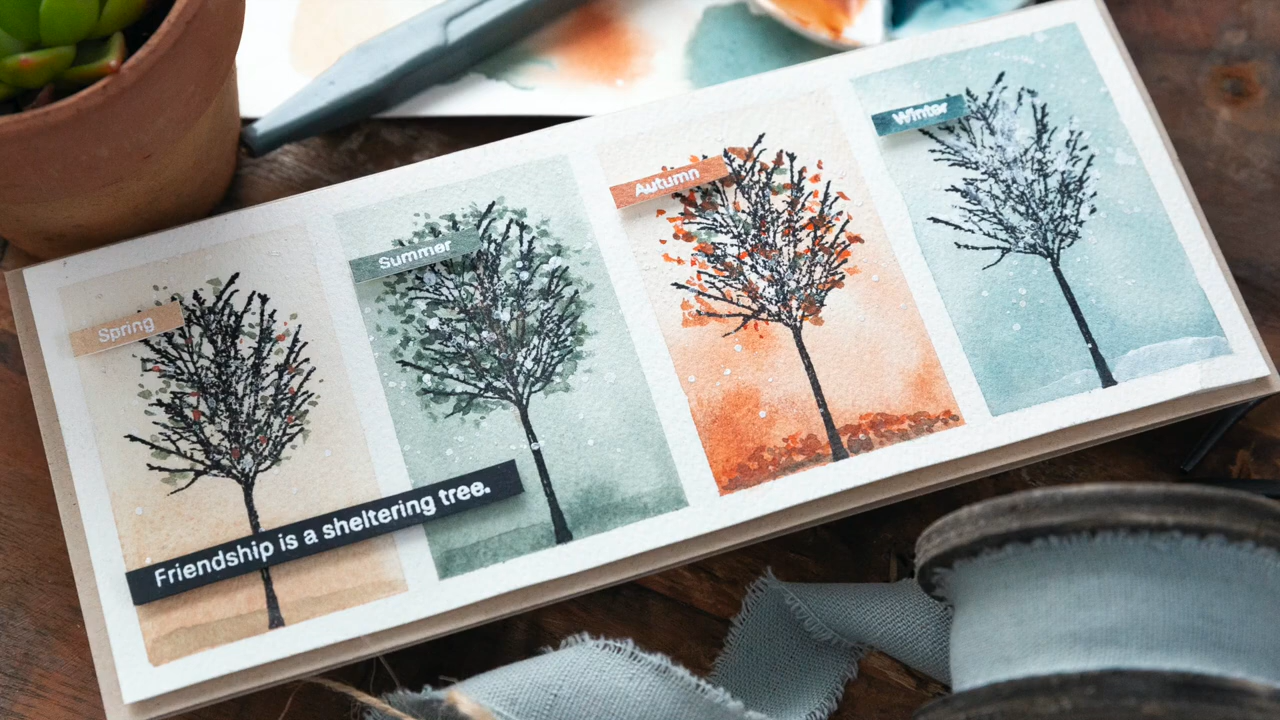 Spring
Summer
Autumn
Winter
Friendship is a sheltering tree.